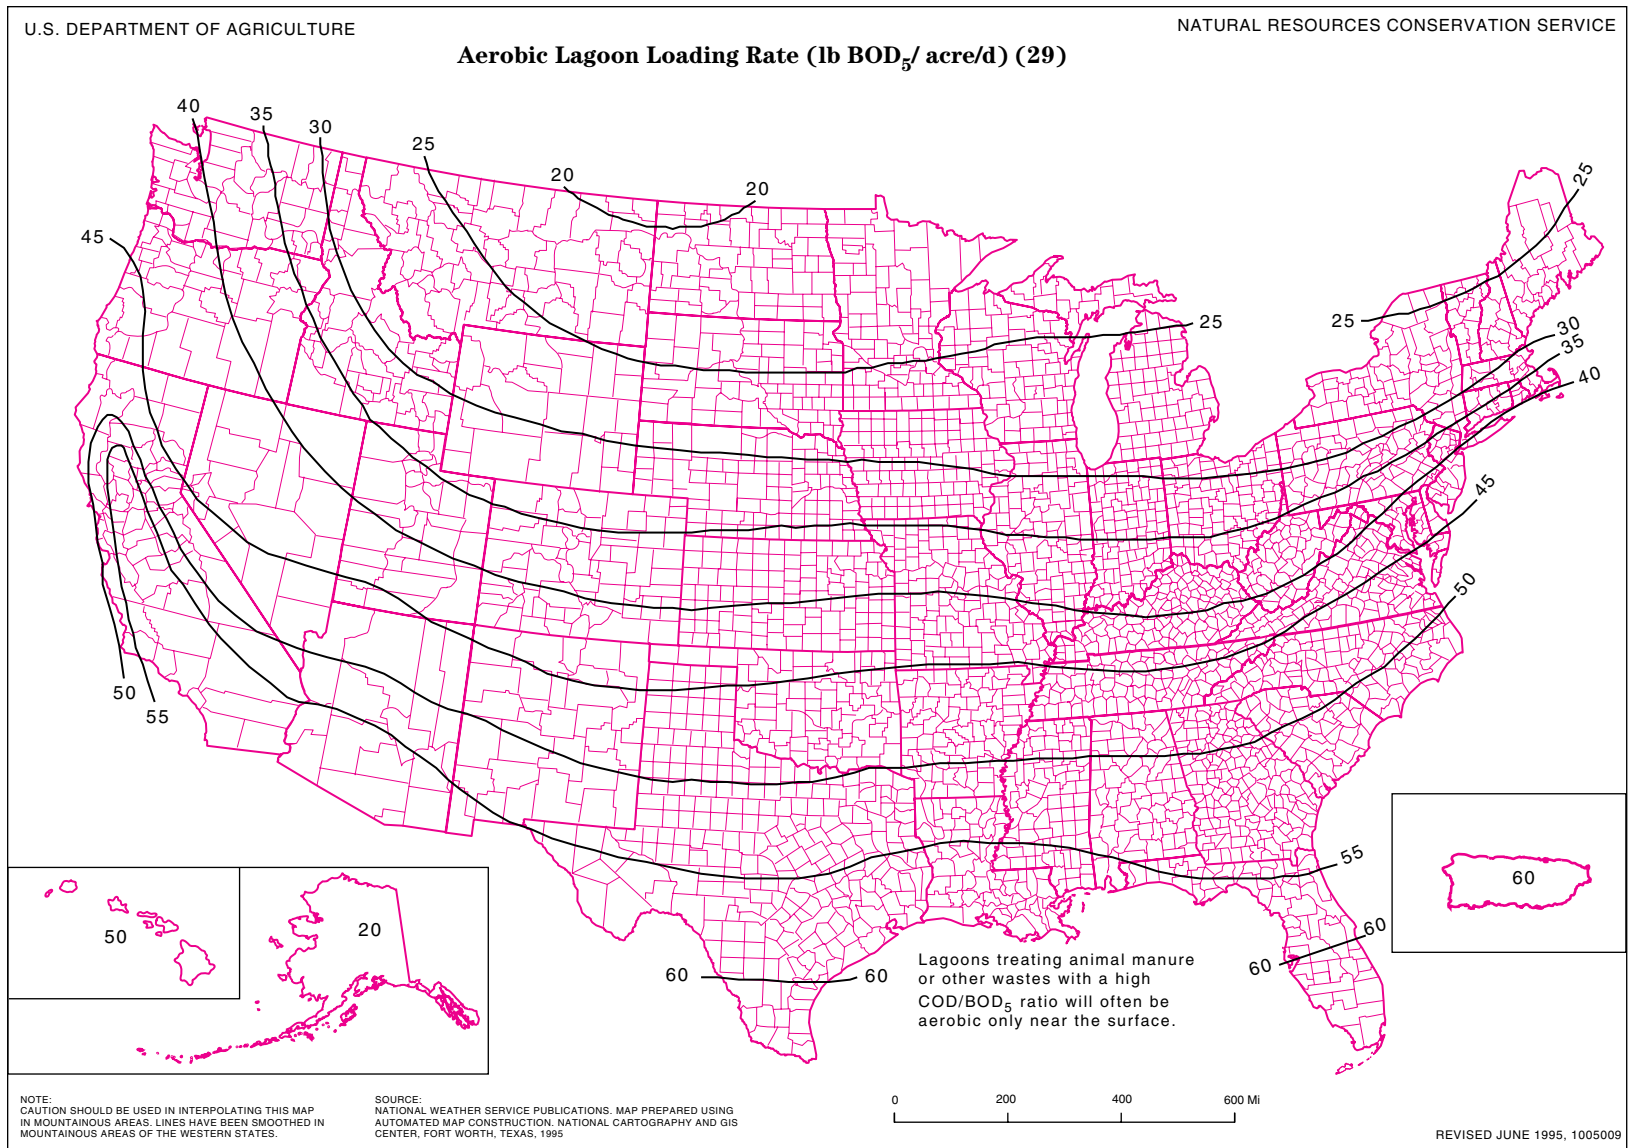 U.S. DEPARTMENT OF AGRICULTURE
NATURAL RESOURCES CONSERVATION SERVICE
Aerobic Lagoon Loading Rate (lb BOD5/ acre/d) (29)
40
35
30
25
20
20
25
45
25
25
30
35
40
45
50
50
55
55
60
60
60
60
60
50
20
Lagoons treating animal manure
or other wastes with a high
COD/BOD5 ratio will often be
aerobic only near the surface.
NOTE:
CAUTION SHOULD BE USED IN INTERPOLATING THIS MAP
IN MOUNTAINOUS AREAS. LINES HAVE BEEN SMOOTHED IN
MOUNTAINOUS AREAS OF THE WESTERN STATES.
SOURCE:
NATIONAL WEATHER SERVICE PUBLICATIONS. MAP PREPARED USING
AUTOMATED MAP CONSTRUCTION. NATIONAL CARTOGRAPHY AND GIS
CENTER, FORT WORTH, TEXAS, 1995
0 200 400 600 Mi
REVISED JUNE 1995, 1005009